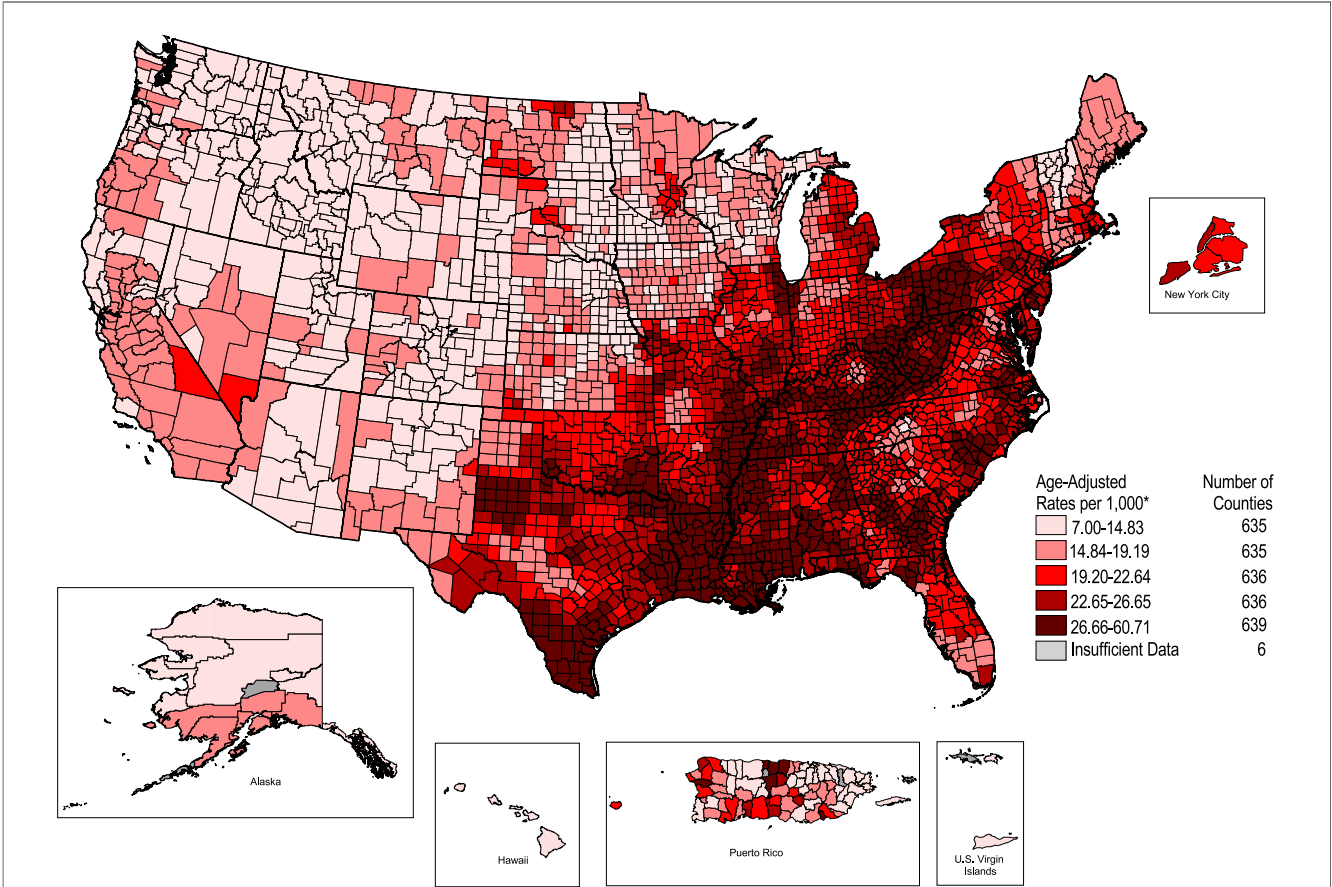 New York City
Age-Adjusted
Rates per 1,000*
Number of
Counties
7.00-14.83 635
14.84-19.19 635
19.20-22.64 636
22.65-26.65 636
26.66-60.71 639
Insufficient Data 6
Alaska
Hawaii
Puerto Rico
U.S. Virgin
Islands